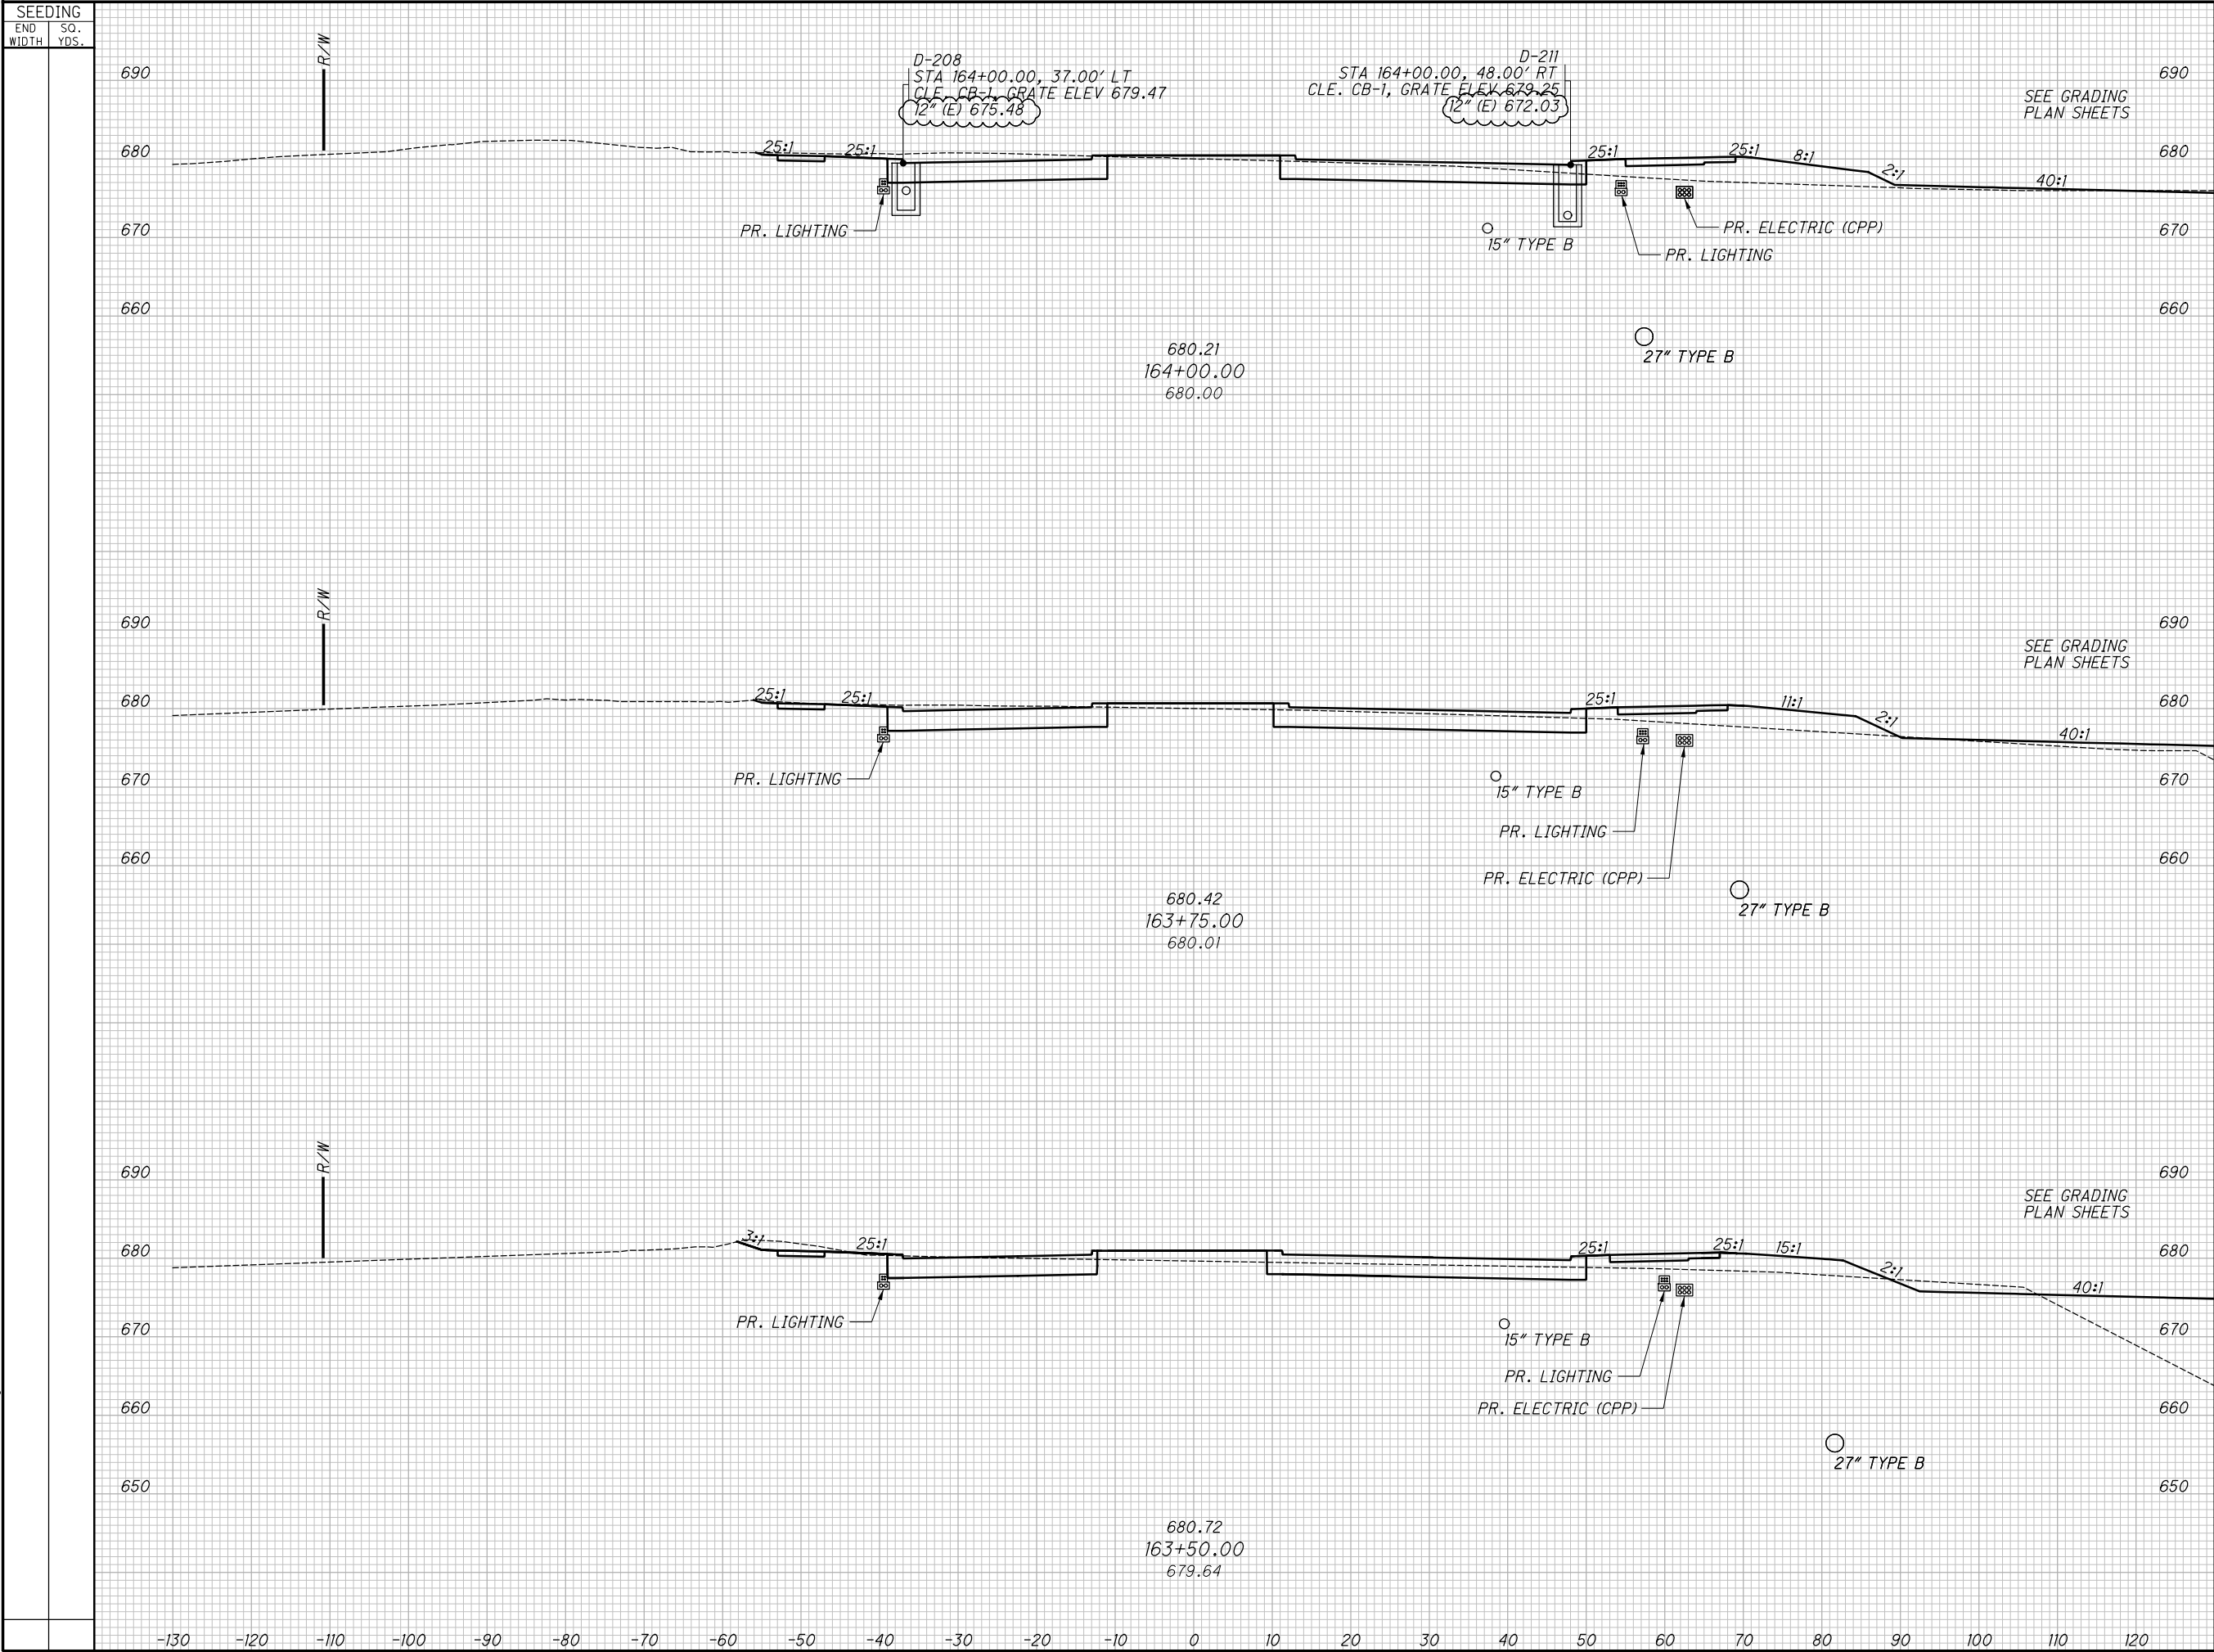 SEEDING
END WIDTH
SQ. YDS.
R/W
D-208
STA 164+00.00, 37.00' LT
CLE. CB-1, GRATE ELEV 679.47
12" (E) 675.48
D-211
STA 164+00.00, 48.00' RT
CLE. CB-1, GRATE ELEV 679.25
12" (E) 672.03
690
690
SEE GRADING
PLAN SHEETS
680
25:1
25:1
25:1
25:1
8:1
2:1
40:1
680
670
PR. LIGHTING
15" TYPE B
PR. ELECTRIC (CPP)
PR. LIGHTING
670
660
660
27" TYPE B
680.21
164+00.00
680.00
R/W
690
690
SEE GRADING
PLAN SHEETS
680
25:1
25:1
25:1
11:1
2:1
40:1
680
670
PR. LIGHTING
15" TYPE B
670
PR. LIGHTING
660
660
PR. ELECTRIC (CPP)
27" TYPE B
680.42
163+75.00
680.01
R/W
690
690
SEE GRADING
PLAN SHEETS
680
3:1
25:1
25:1
25:1
15:1
2:1
40:1
680
670
PR. LIGHTING
15" TYPE B
670
PR. LIGHTING
660
PR. ELECTRIC (CPP)
660
27" TYPE B
650
650
680.72
163+50.00
679.64
-130 -120 -110 -100 -90 -80 -70 -60 -50 -40 -30 -20 -10 0 10 20 30 40 50 60 70 80 90 100 110 120